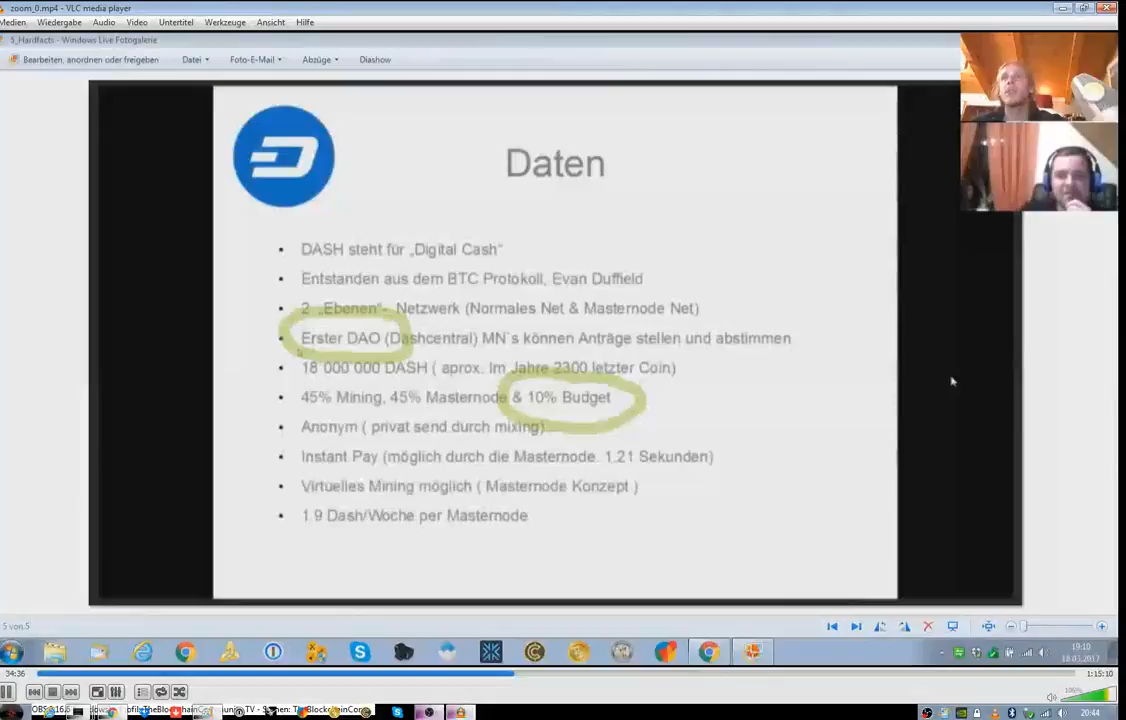 zoom_0.mp4 - VLC media player
Medien Wiedergabe Audio Video Untertitel Werkzeuge Ansicht Hilfe
5_Hardfacts - Windows Live Fotogalerie
Bearbeiten, anordnen oder freigeben Datei Foto-E-Mail Abzüge Diashow
Daten
• DASH steht für „Digital Cash“
• Entstanden aus dem BTC Protokoll, Evan Duffield
• 2 „Ebenen“- Netzwerk (Normales Net & Masternode Net)
• Erster DAO (Dashcentral) MN`s können Anträge stellen und abstimmen
• 18 000 000 DASH ( aprox. Im Jahre 2300 letzter Coin)
• 45% Mining, 45% Masternode & 10% Budget
• Anonym ( privat send durch mixing)
• Instant Pay (möglich durch die Masternode. 1,21 Sekunden)
• Virtuelles Mining möglich ( Masternode Konzept )
• 1.9 Dash/Woche per Masternode
5 von 5
19:10
18.03.2017
34:36 1:15:10
106%
20:44